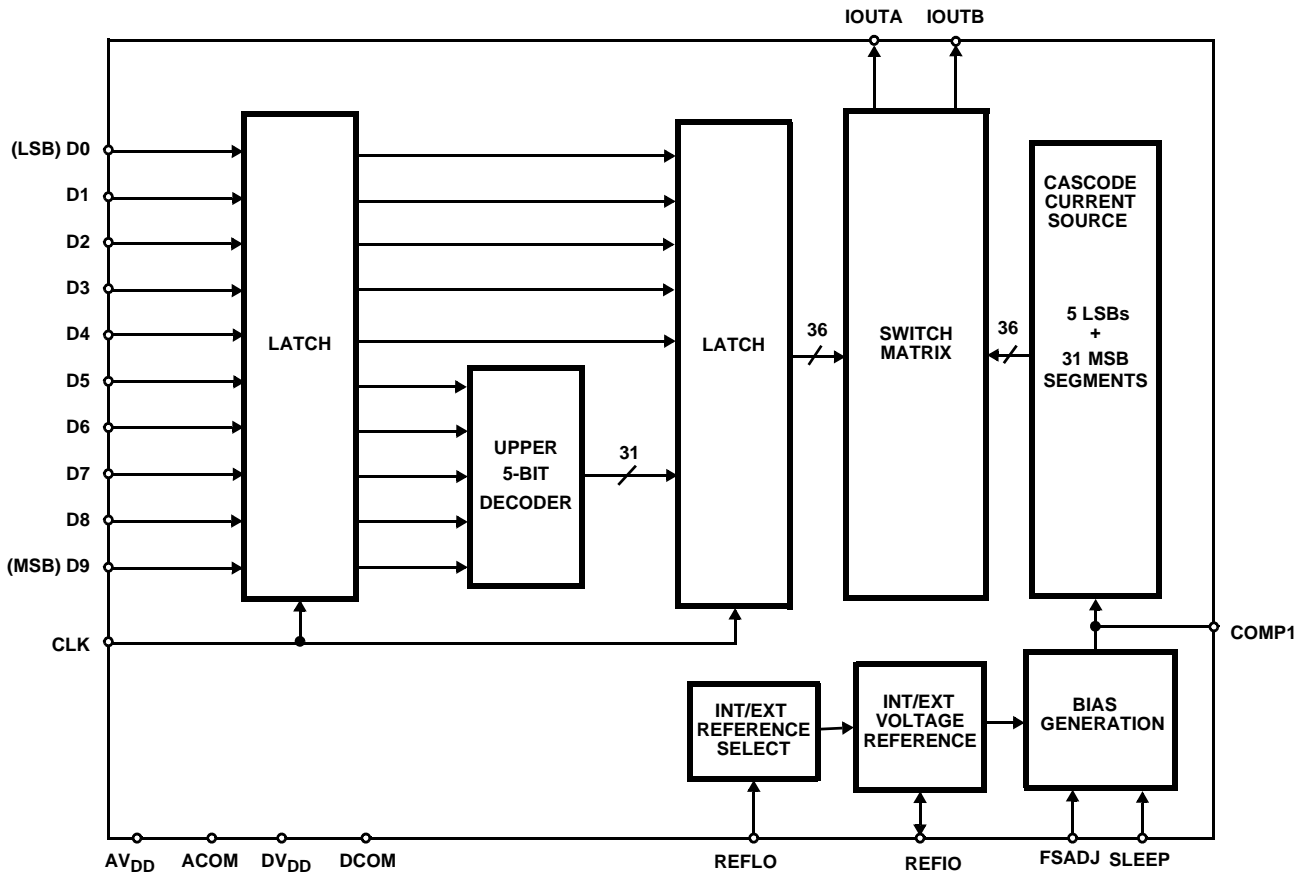 IOUTA IOUTB
(LSB) D0
D1
D2
D3
D4
D5
D6
D7
D8
(MSB) D9
CLK
LATCH
UPPER
5-BIT
DECODER
31
LATCH
36
SWITCH
MATRIX
36
CASCODE
CURRENT
SOURCE
5 LSBs
+
31 MSB
SEGMENTS
COMP1
INT/EXT
REFERENCE
SELECT
INT/EXT
VOLTAGE
REFERENCE
BIAS
GENERATION
AVDD ACOM DVDD DCOM REFLO REFIO FSADJ SLEEP